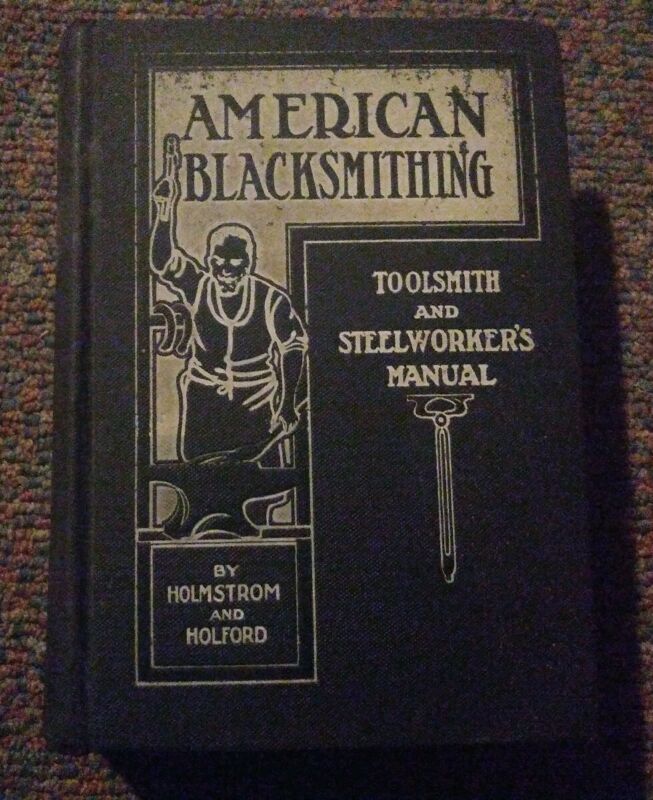 AMERICAN
BLACKSMITHING
TOOLSMITH
AND
STEELWORKER'S
MANUAL
BY
HOLMSTROM
AND
HOLFORD